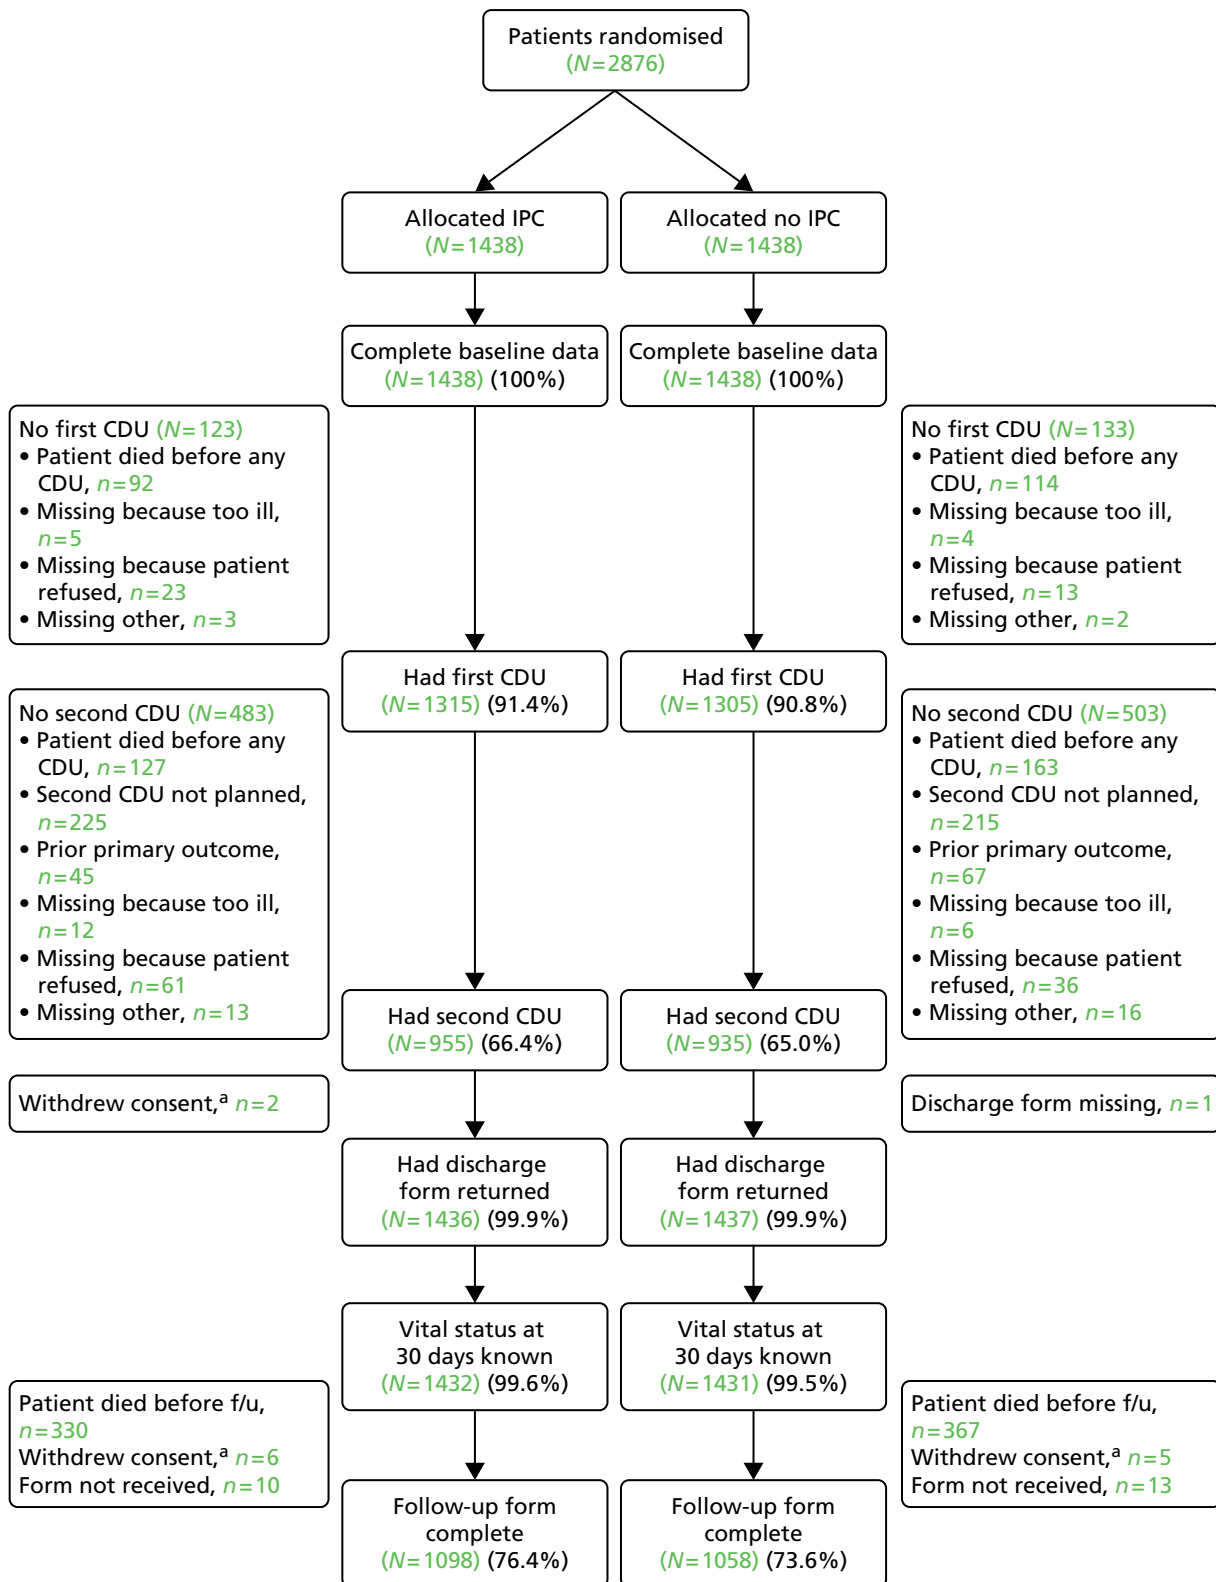 Patients randomised
(N=2876)
Allocated IPC
(N=1438)
Allocated no IPC
(N=1438)
Complete baseline data
(N=1438) (100%)
Complete baseline data
(N=1438) (100%)
No first CDU (N=123)
• Patient died before any
CDU, n=92
• Missing because too ill,
n=5
• Missing because patient
refused, n=23
• Missing other, n=3
No first CDU (N=133)
• Patient died before any
CDU, n=114
• Missing because too ill,
n=4
• Missing because patient
refused, n=13
• Missing other, n=2
Had first CDU
(N=1315) (91.4%)
Had first CDU
(N=1305) (90.8%)
No second CDU (N=483)
• Patient died before any
CDU, n=127
• Second CDU not planned,
n=225
• Prior primary outcome,
n=45
• Missing because too ill,
n=12
• Missing because patient
refused, n=61
• Missing other, n=13
No second CDU (N=503)
• Patient died before any
CDU, n=163
• Second CDU not planned,
n=215
• Prior primary outcome,
n=67
• Missing because too ill,
n=6
• Missing because patient
refused, n=36
• Missing other, n=16
Had second CDU
(N=955) (66.4%)
Had second CDU
(N=935) (65.0%)
Withdrew consent,a n=2
Discharge form missing, n=1
Had discharge
form returned
(N=1436) (99.9%)
Had discharge
form returned
(N=1437) (99.9%)
Vital status at
30 days known
(N=1432) (99.6%)
Vital status at
30 days known
(N=1431) (99.5%)
Patient died before f/u,
n=330
Withdrew consent,a n=6
Form not received, n=10
Patient died before f/u,
n=367
Withdrew consent,a n=5
Form not received, n=13
Follow-up form
complete
(N=1098) (76.4%)
Follow-up form
complete
(N=1058) (73.6%)